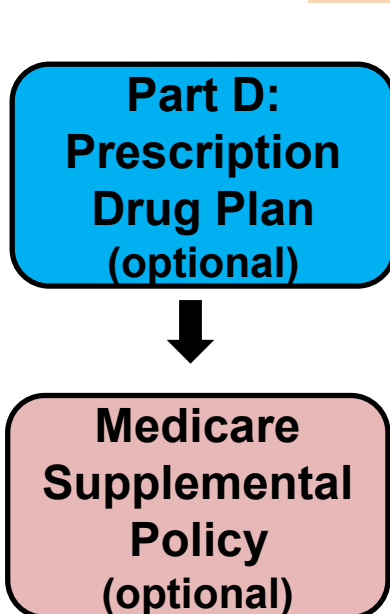 Part D:
Prescription
Drug Plan
(optional)
Medicare
Supplemental
Policy
(optional)